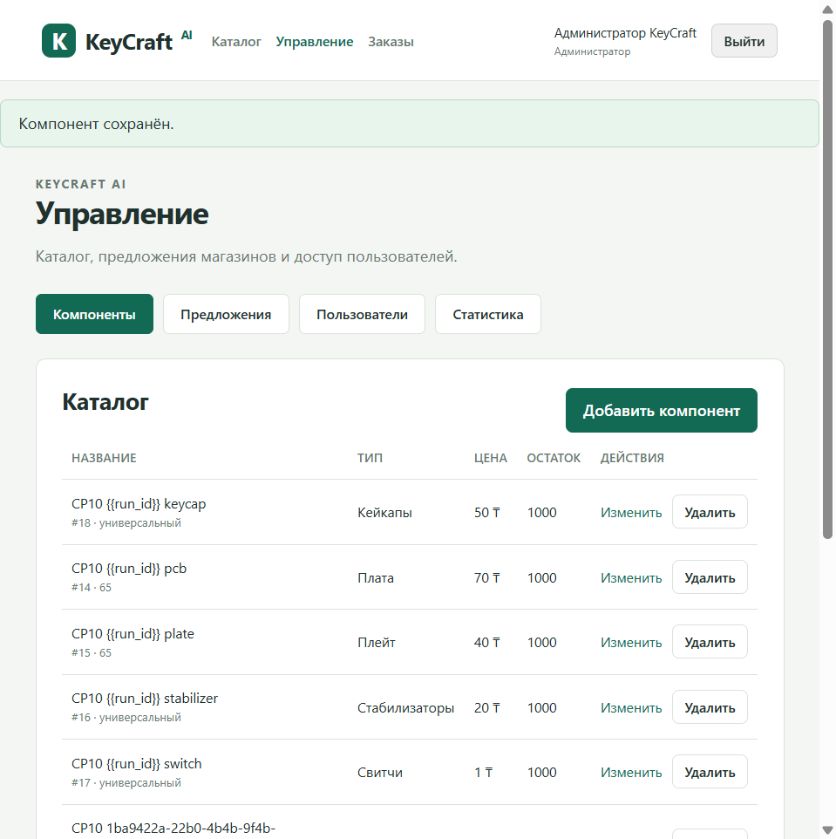 K KeyCraft AI Каталог Управление Заказы Администратор KeyCraft Выйти
Администратор
Компонент сохранён.
KEYCRAFT AI
Управление
Каталог, предложения магазинов и доступ пользователей.
Компоненты Предложения Пользователи Статистика
Каталог
Добавить компонент
НАЗВАНИЕ ТИП ЦЕНА ОСТАТОК ДЕЙСТВИЯ
CP10 {{run_id}} keycap
#18 · универсальный
Кейкапы 50 ₸ 1000 Изменить Удалить
CP10 {{run_id}} pcb
#14 · 65
Плата 70 ₸ 1000 Изменить Удалить
CP10 {{run_id}} plate
#15 · 65
Плейт 40 ₸ 1000 Изменить Удалить
CP10 {{run_id}} stabilizer
#16 · универсальный
Стабилизаторы 20 ₸ 1000 Изменить Удалить
CP10 {{run_id}} switch
#17 · универсальный
Свитчи 1 ₸ 1000 Изменить Удалить
CP10 1ba9422a-22b0-4b4b-9f4b-